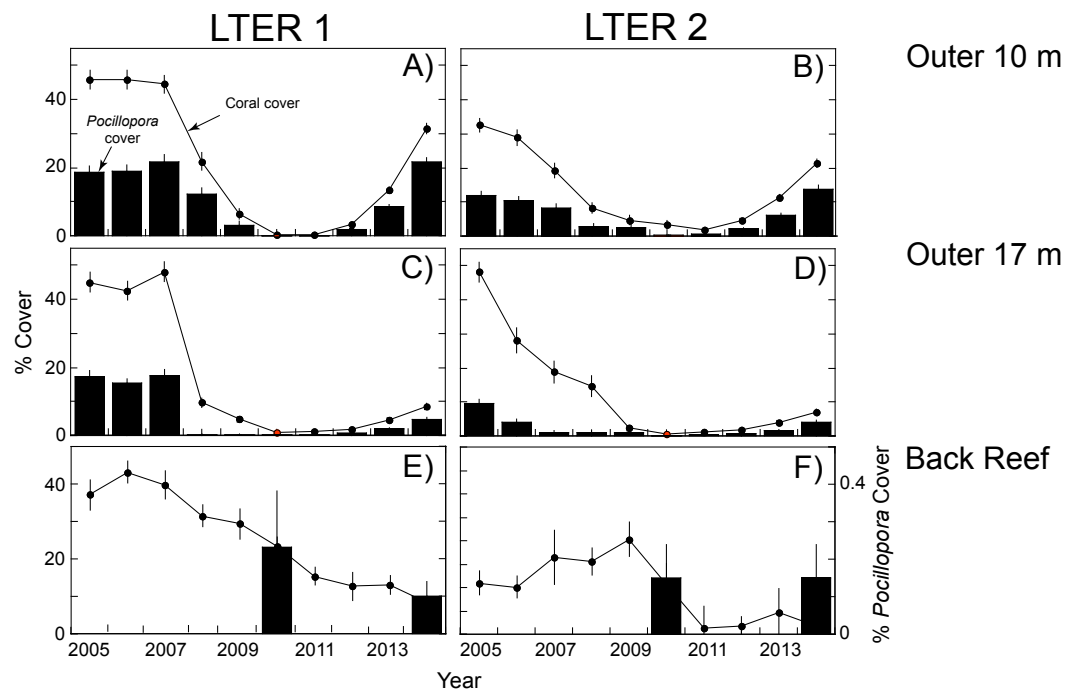 LTER 1
LTER 2
A)
B)
Outer 10 m
40
Coral cover
Pocillopora
cover
20
0
C)
D)
Outer 17 m
40
% Cover
20
0
E)
F)
Back Reef
40
0.4
20
% Pocillopora Cover
0
0
2005 2007 2009 2011 2013
2005 2007 2009 2011 2013
Year